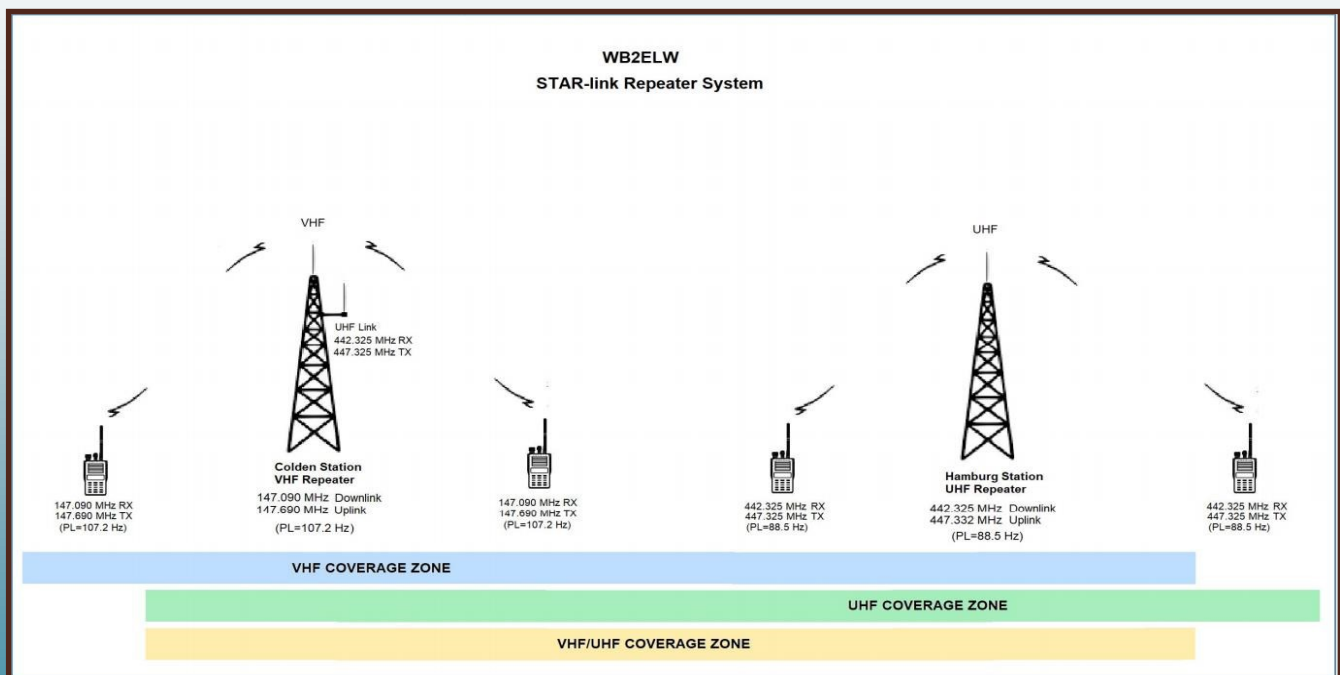 WB2ELW
STAR-link Repeater System
VHF
UHF Link
442.325 MHz RX
447.325 MHz TX
UHF
147.090 MHz RX
147.690 MHz TX
(PL=107.2 Hz)
Colden Station
VHF Repeater
147.090 MHz Downlink
147.690 MHz Uplink
(PL=107.2 Hz)
147.090 MHz RX
147.690 MHz TX
(PL=107.2 Hz)
442.325 MHz RX
447.325 MHz TX
(PL=88.5 Hz)
Hamburg Station
UHF Repeater
442.325 MHz Downlink
447.332 MHz Uplink
(PL=88.5 Hz)
442.325 MHz RX
447.325 MHz TX
(PL=88.5 Hz)
VHF COVERAGE ZONE
UHF COVERAGE ZONE
VHF/UHF COVERAGE ZONE